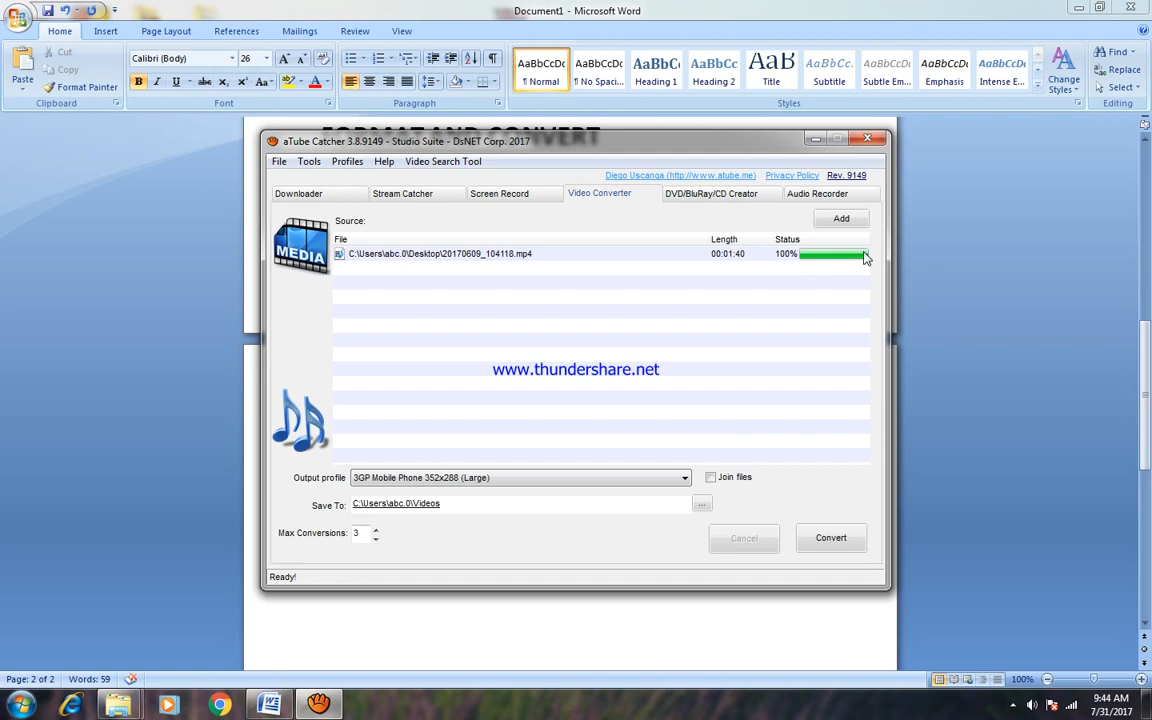 Document1 - Microsoft Word
Home Insert Page Layout References Mailings Review View
Paste
Cut
Copy
Format Painter
Clipboard
Calibri (Body) 26
Font
Paragraph
AaBbCcDc AaBbCcDc AaBbC AaBbCc AaB AaBbCc. AaBbCcDc AaBbCcDc AaBbCcDc
¶ Normal ¶ No Spaci... Heading 1 Heading 2 Title Subtitle Subtle Em... Emphasis Intense E...
Change Styles
Styles
Find
Replace
Select
Editing
FORMAT AND CONVERT
aTube Catcher 3.8.9149 - Studio Suite - DsNET Corp. 2017
File Tools Profiles Help Video Search Tool
Diego Uscanga (http://www.atube.me) Privacy Policy Rev. 9149
Downloader Stream Catcher Screen Record Video Converter DVD/BluRay/CD Creator Audio Recorder
Source:
Add
MEDIA
File Length Status
C:\Users\abc.0\Desktop\20170609_104118.mp4 00:01:40 100%
www.thundershare.net
Output profile 3GP Mobile Phone 352x288 (Large) Join files
Save To: C:\Users\abc.0\Videos ...
Max Conversions: 3
Cancel Convert
Ready!
Page: 2 of 2 Words: 59 100%
9:44 AM
7/31/2017